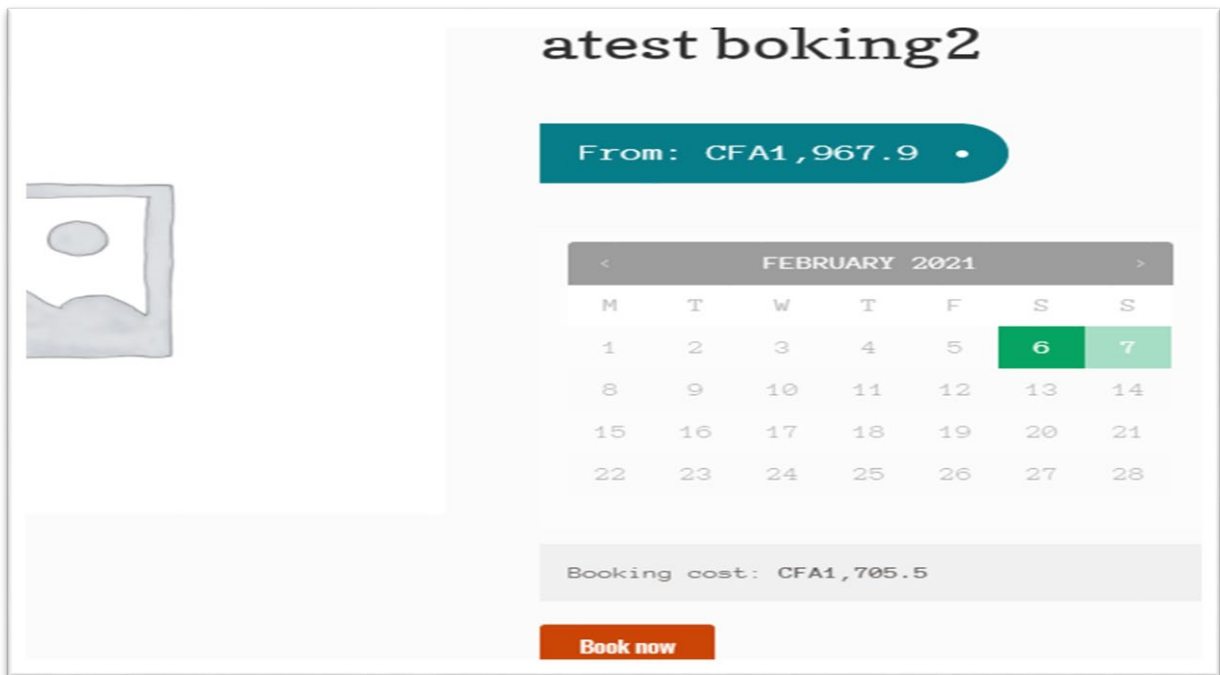 atest boking2
From: CFA1,967.9 •
< FEBRUARY 2021 >
M T W T F S S
1 2 3 4 5 6 7
8 9 10 11 12 13 14
15 16 17 18 19 20 21
22 23 24 25 26 27 28
Booking cost: CFA1,705.5
Book now